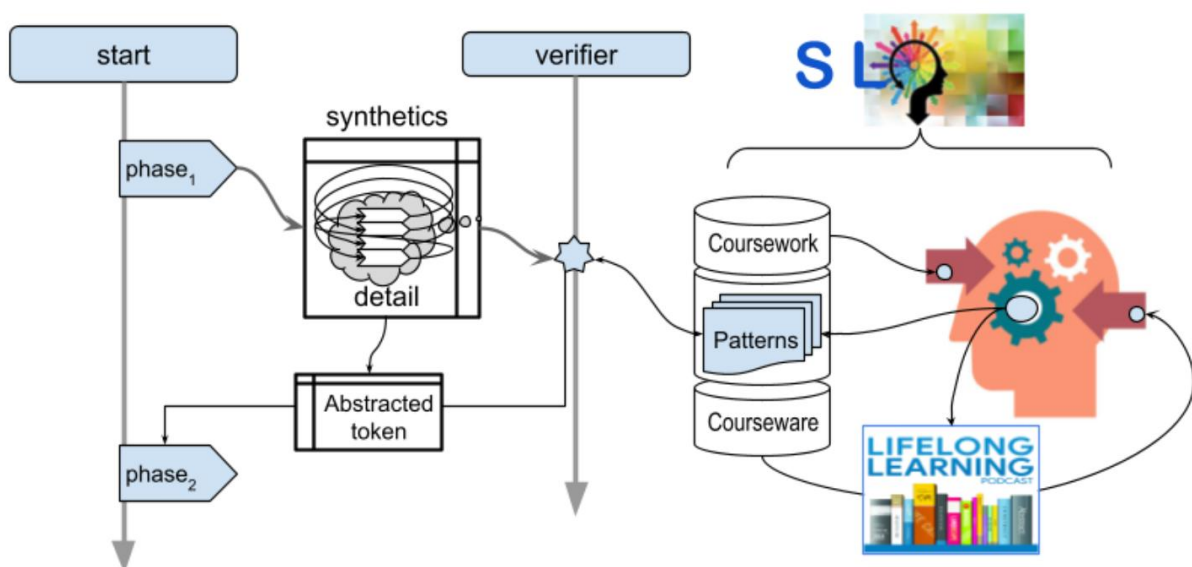 start
verifier
S L
synthetics
phase1
detail
Coursework
Patterns
Abstracted
token
Courseware
phase2
LIFELONG
LEARNING
PODCAST